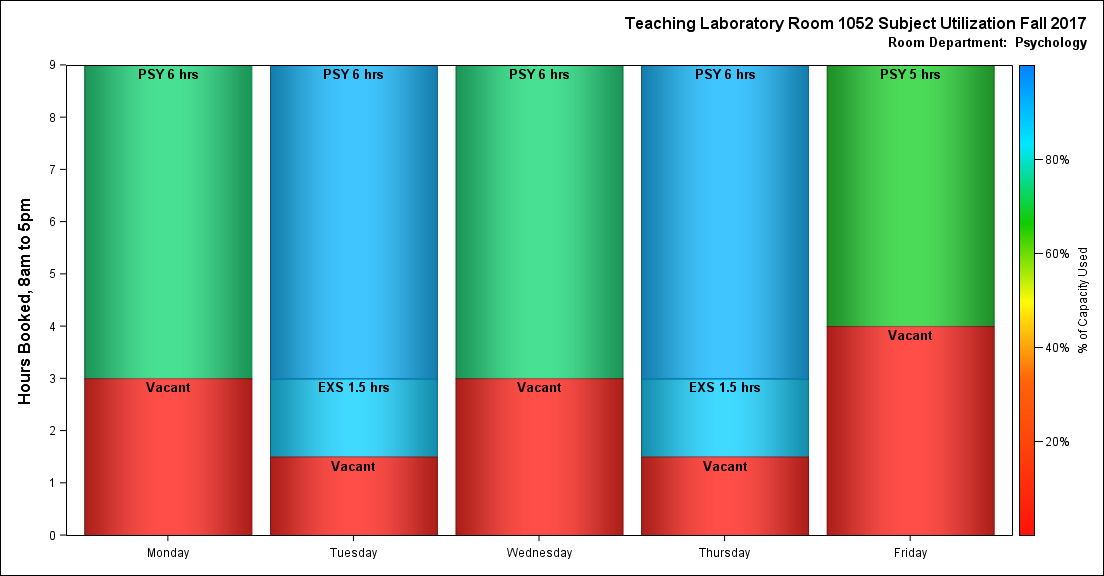 Teaching Laboratory Room 1052 Subject Utilization Fall 2017
Room Department: Psychology
Hours Booked, 8am to 5pm
9
8
7
6
5
4
3
2
1
0
PSY 6 hrs
Vacant
PSY 6 hrs
EXS 1.5 hrs
Vacant
PSY 6 hrs
Vacant
PSY 6 hrs
EXS 1.5 hrs
Vacant
PSY 5 hrs
Vacant
Monday
Tuesday
Wednesday
Thursday
Friday
80%
60%
40%
20%
% of Capacity Used